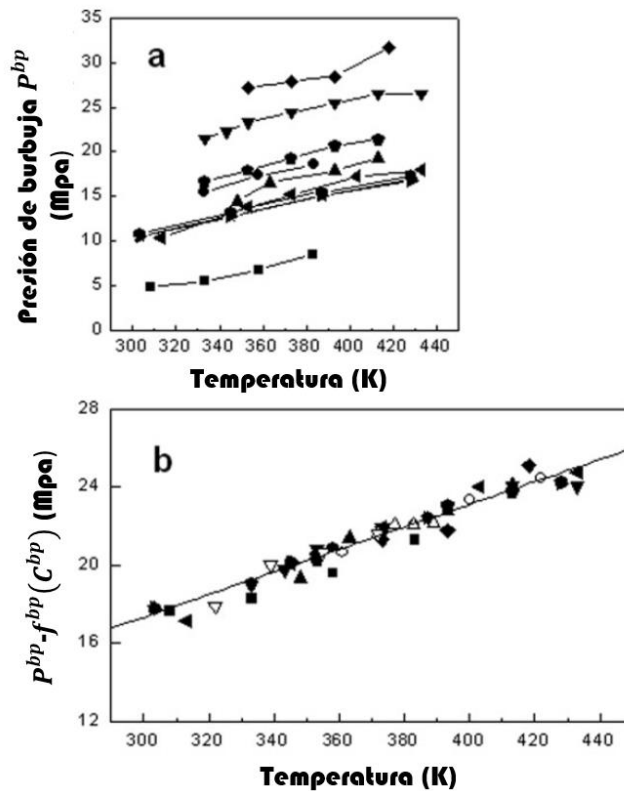 Presión de burbuja P^bp
(Mpa)
35
30
25
20
15
10
5
0
a
300 320 340 360 380 400 420 440
Temperatura (K)
P^bp-f^bp(C^bp) (Mpa)
28
24
20
16
12
b
300 320 340 360 380 400 420 440
Temperatura (K)